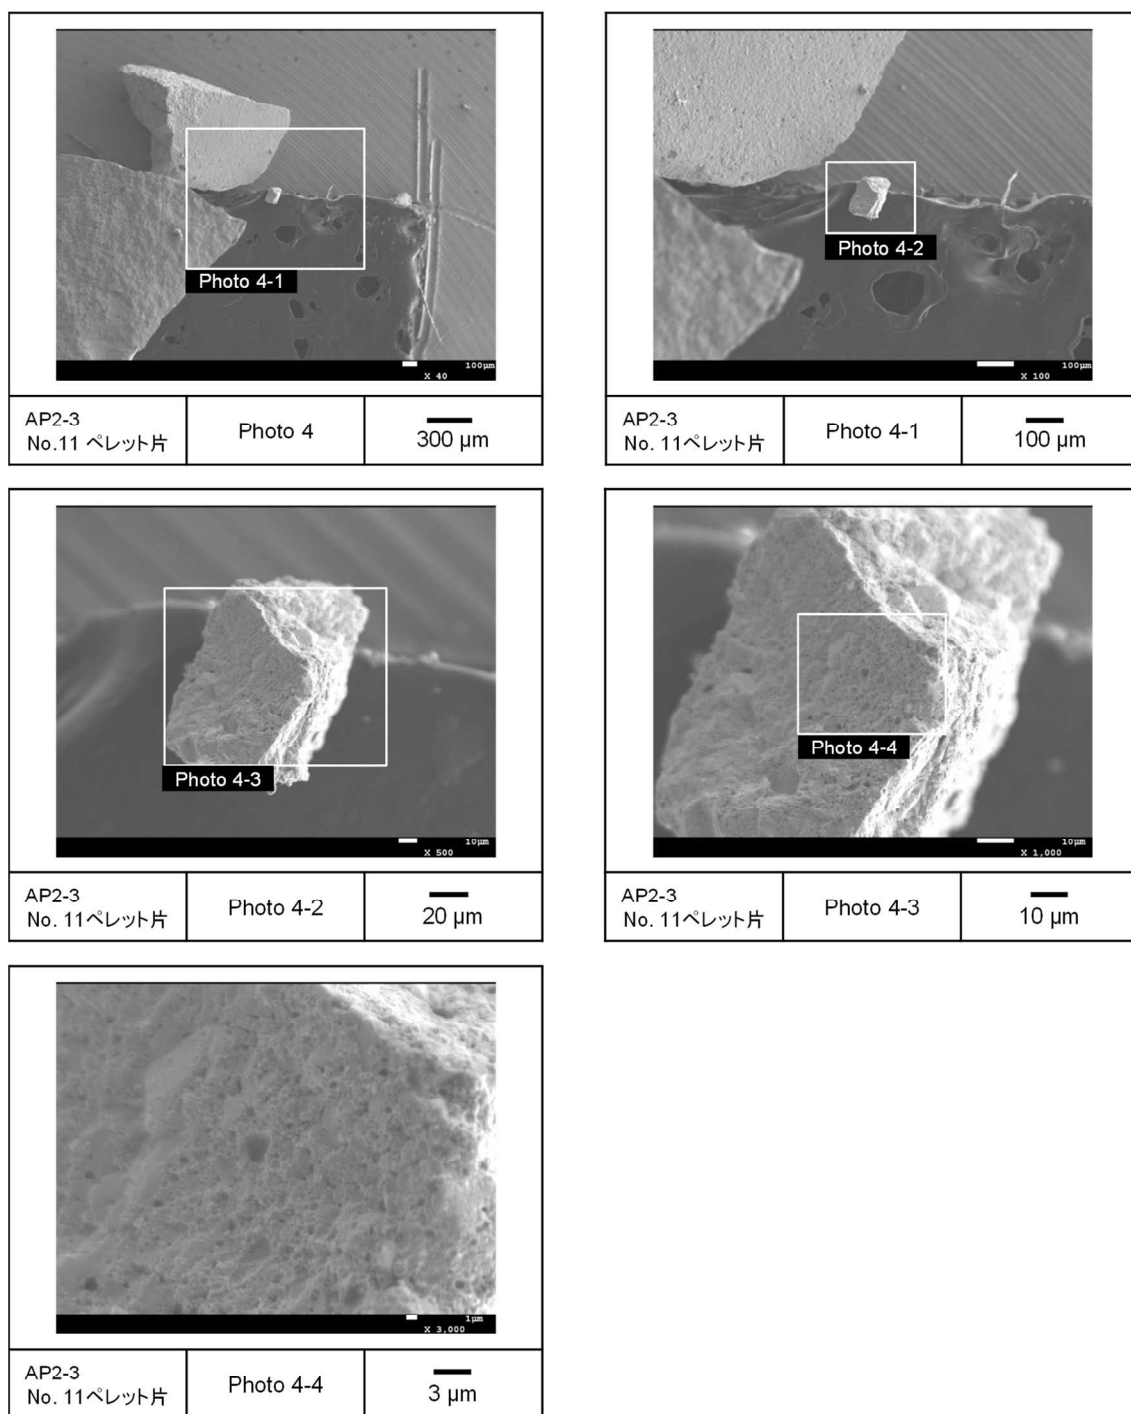 Photo 4-1
100µm
X 40
AP2-3
No.11 ペレット片
Photo 4
300 µm
Photo 4-2
100µm
X 100
AP2-3
No. 11ペレット片
Photo 4-1
100 µm
Photo 4-3
10µm
X 500
AP2-3
No. 11ペレット片
Photo 4-2
20 µm
Photo 4-4
10µm
X 1,000
AP2-3
No. 11ペレット片
Photo 4-3
10 µm
1µm
X 3,000
AP2-3
No. 11ペレット片
Photo 4-4
3 µm